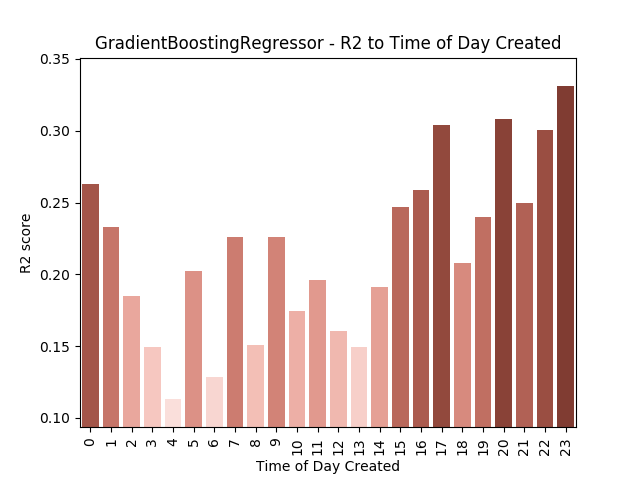 GradientBoostingRegressor - R2 to Time of Day Created
0.35
0.30
0.25
0.20
0.15
0.10
R2 score
0 1 2 3 4 5 6 7 8 9 10 11 12 13 14 15 16 17 18 19 20 21 22 23
Time of Day Created